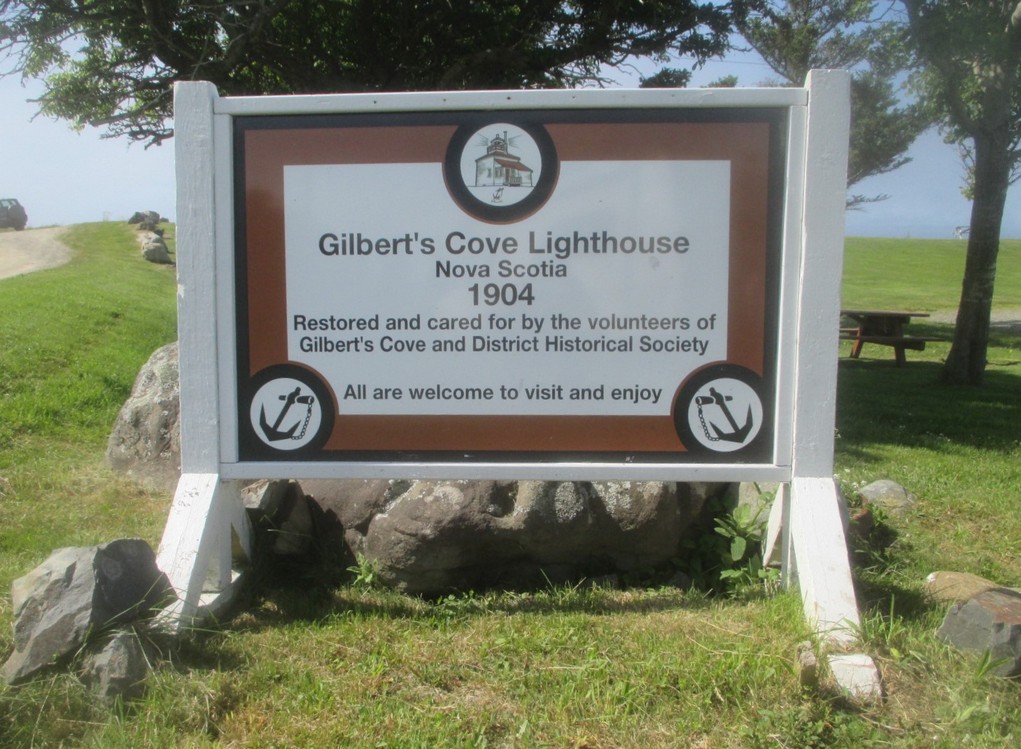 Gilbert's Cove Lighthouse
Nova Scotia
1904
Restored and cared for by the volunteers of
Gilbert's Cove and District Historical Society
All are welcome to visit and enjoy